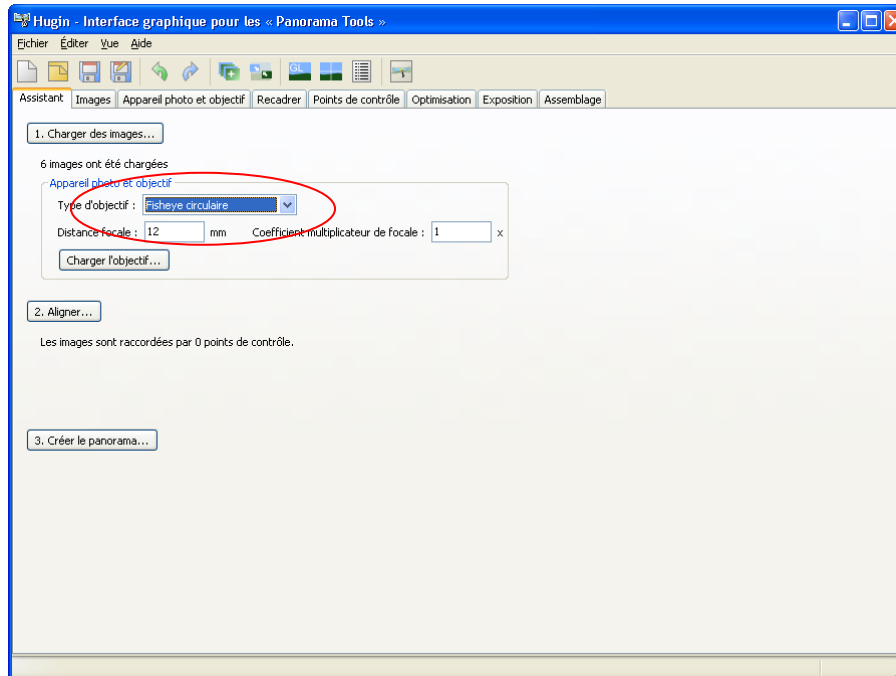 Hugin - Interface graphique pour les « Panorama Tools »
Fichier Éditer Vue Aide
GL
Assistant Images Appareil photo et objectif Recadrer Points de contrôle Optimisation Exposition Assemblage
1. Charger des images...
6 images ont été chargées
Appareil photo et objectif
Type d'objectif : Fisheye circulaire
Distance focale : 12 mm Coefficient multiplicateur de focale : 1 x
Charger l'objectif...
2. Aligner...
Les images sont raccordées par 0 points de contrôle.
3. Créer le panorama...